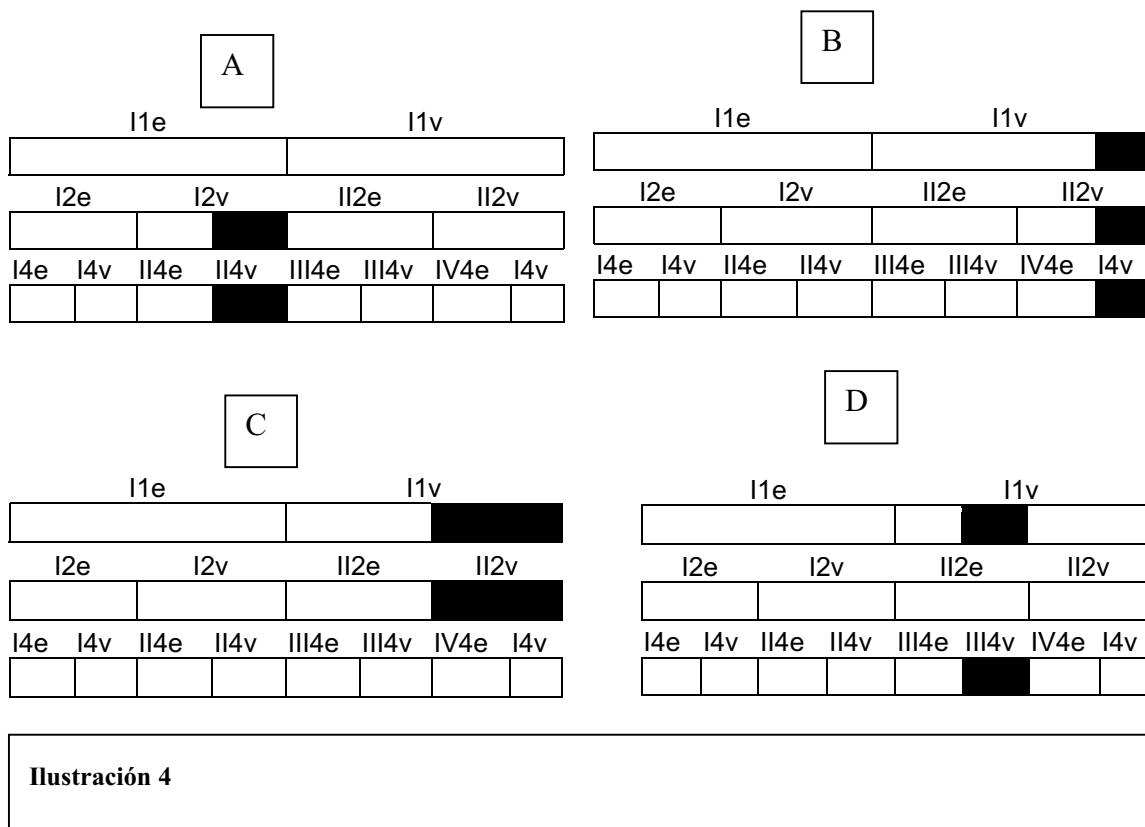 A
I1e I1v
I2e I2v II2e II2v
I4e I4v II4e II4v III4e III4v IV4e I4v
B
I1e I1v
I2e I2v II2e II2v
I4e I4v II4e II4v III4e III4v IV4e I4v
C
I1e I1v
I2e I2v II2e II2v
I4e I4v II4e II4v III4e III4v IV4e I4v
D
I1e I1v
I2e I2v II2e II2v
I4e I4v II4e II4v III4e III4v IV4e I4v
Ilustración 4